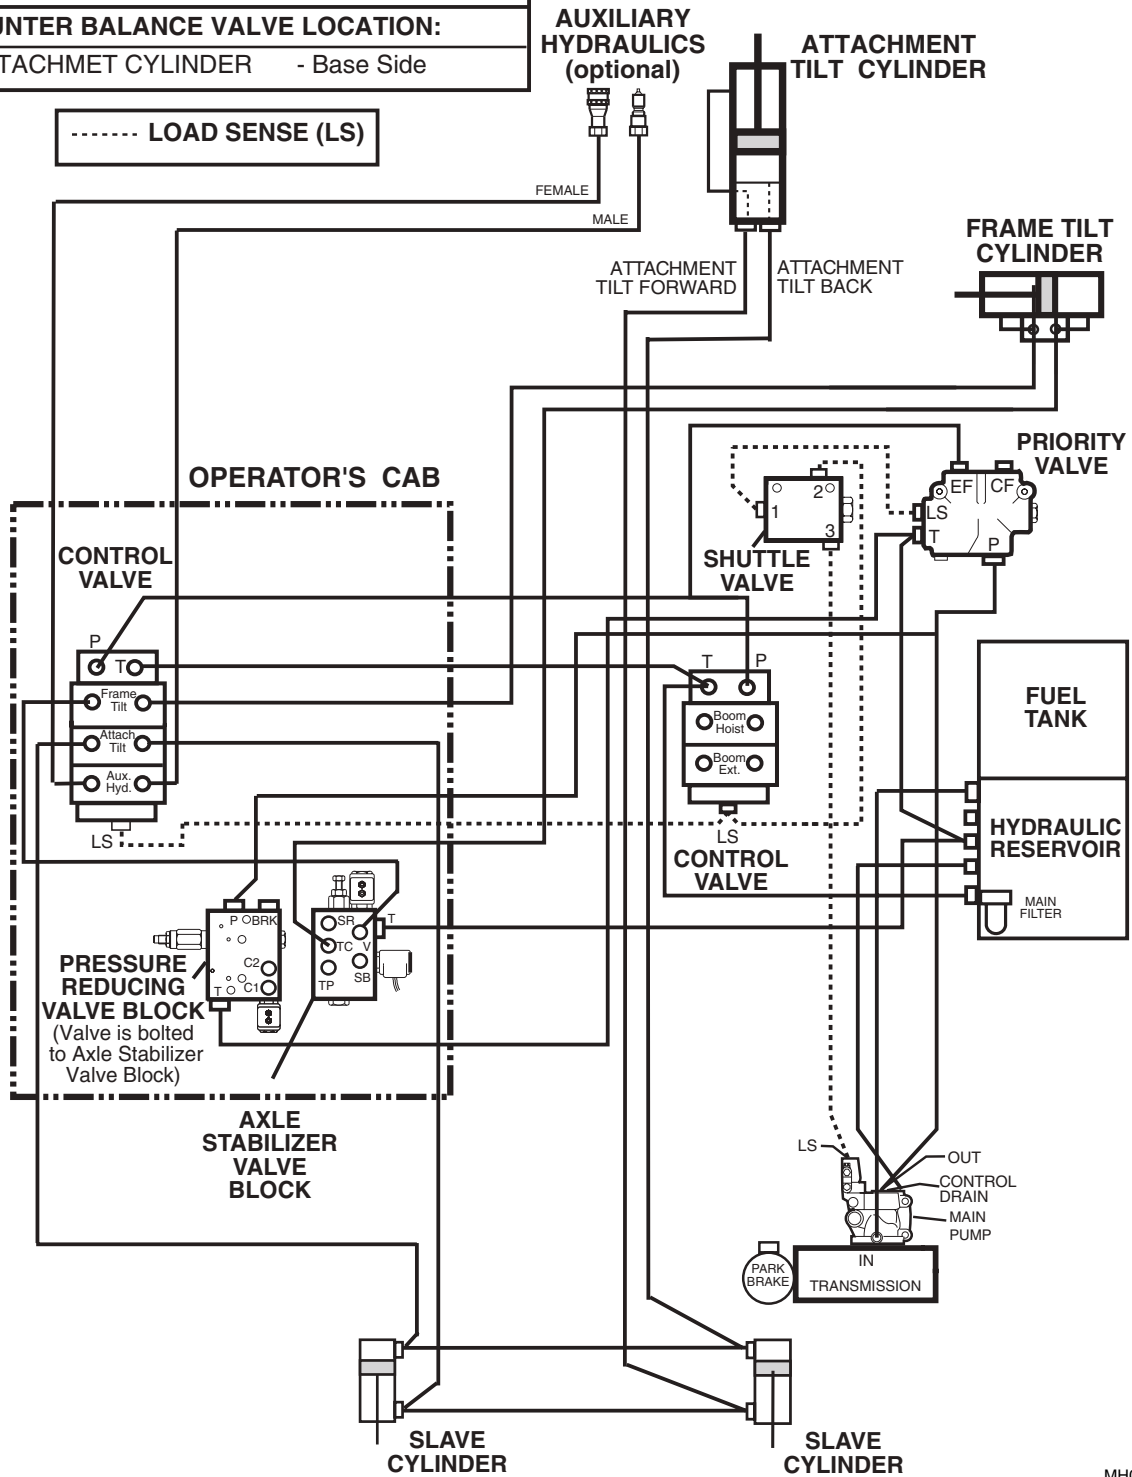 UNTER BALANCE VALVE LOCATION:
TACHMET CYLINDER - Base Side
LOAD SENSE (LS)
AUXILIARY
HYDRAULICS
(optional)
ATTACHMENT
TILT CYLINDER
FEMALE
MALE
ATTACHMENT
TILT FORWARD
ATTACHMENT
TILT BACK
FRAME TILT
CYLINDER
PRIORITY
VALVE
EF CF
LS
T
P
1
2
3
SHUTTLE
VALVE
OPERATOR'S CAB
CONTROL
VALVE
P
T
Frame
Tilt
Attach
Tilt
Aux.
Hyd.
LS
T P
Boom
Hoist
Boom
Ext.
LS
CONTROL
VALVE
FUEL
TANK
HYDRAULIC
RESERVOIR
MAIN
FILTER
P BRK
C2
C1
T
PRESSURE
REDUCING
VALVE BLOCK
(Valve is bolted
to Axle Stabilizer
Valve Block)
SR
T
TC V
SB
TP
AXLE
STABILIZER
VALVE
BLOCK
LS
OUT
CONTROL
DRAIN
MAIN
PUMP
IN
PARK
BRAKE
TRANSMISSION
SLAVE
CYLINDER
SLAVE
CYLINDER